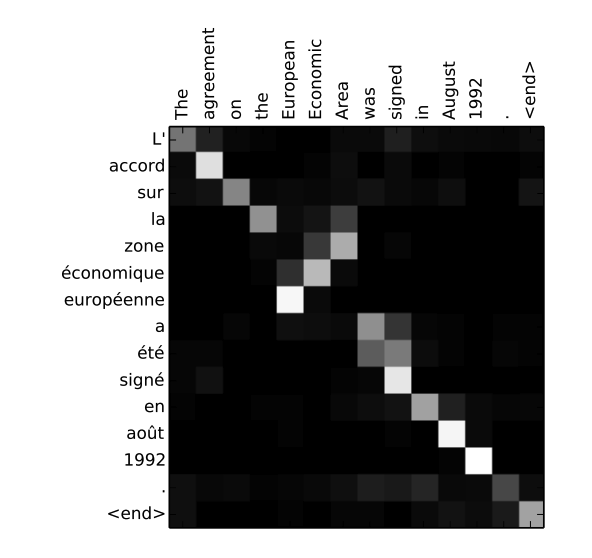 The agreement on the European Economic Area was signed in August 1992 . <end>
L'
accord
sur
la
zone
économique
européenne
a
été
signé
en
août
1992
.
<end>